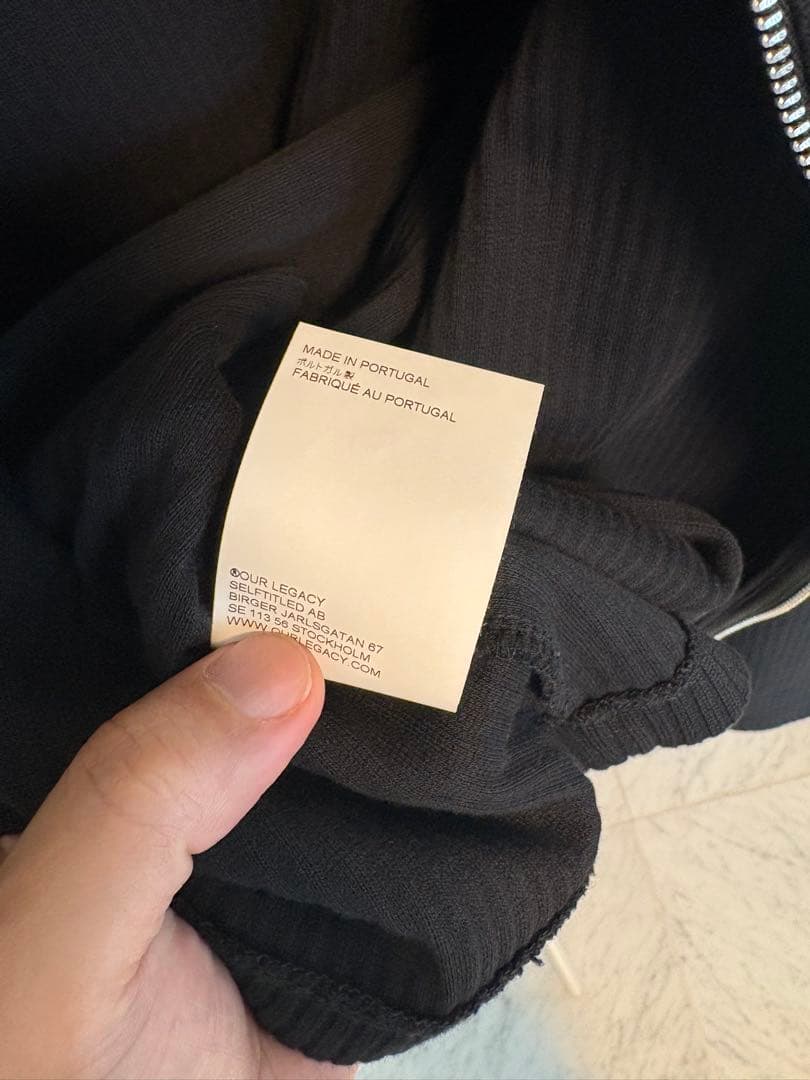 MADE IN PORTUGAL
ポルトガル製
FABRIQUÉ AU PORTUGAL
®OUR LEGACY
SELFTITLED AB
BIRGER JARLSGATAN 67
SE 113 56 STOCKHOLM
WWW.OURLEGACY.COM